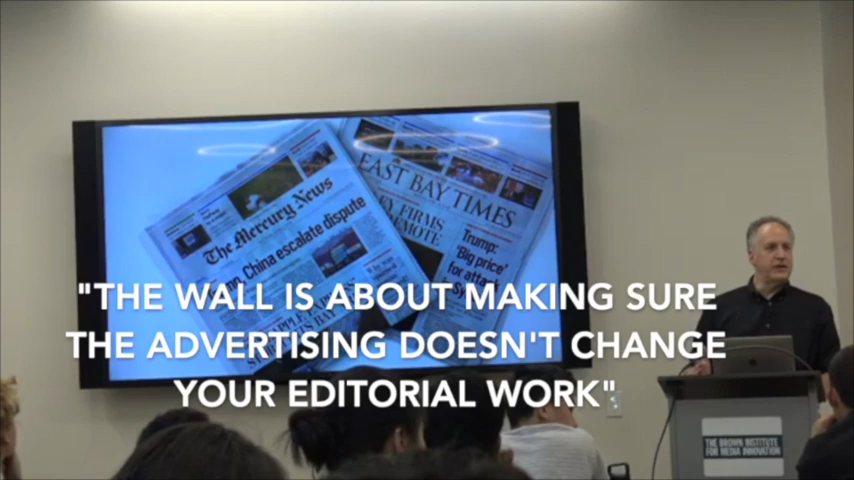 The Mercury News
China escalate dispute
EAST BAY TIMES
FIRMS
Trump:
'Big price'
for
"THE WALL IS ABOUT MAKING SURE
THE ADVERTISING DOESN'T CHANGE
YOUR EDITORIAL WORK"
THE BROWN INSTITUTE
FOR MEDIA INNOVATION